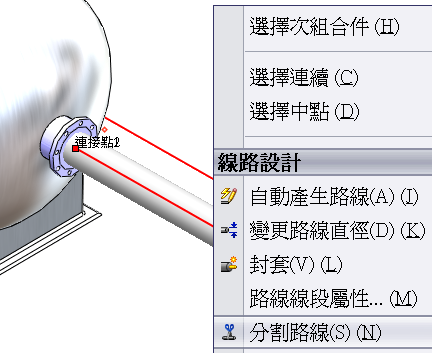 選擇次組合件 (H)
選擇連續 (C)
選擇中點 (D)
連接點1
線路設計
自動產生路線(A) (I)
變更路線直徑(D) (K)
封套(V) (L)
路線線段屬性... (M)
分割路線(S) (N)